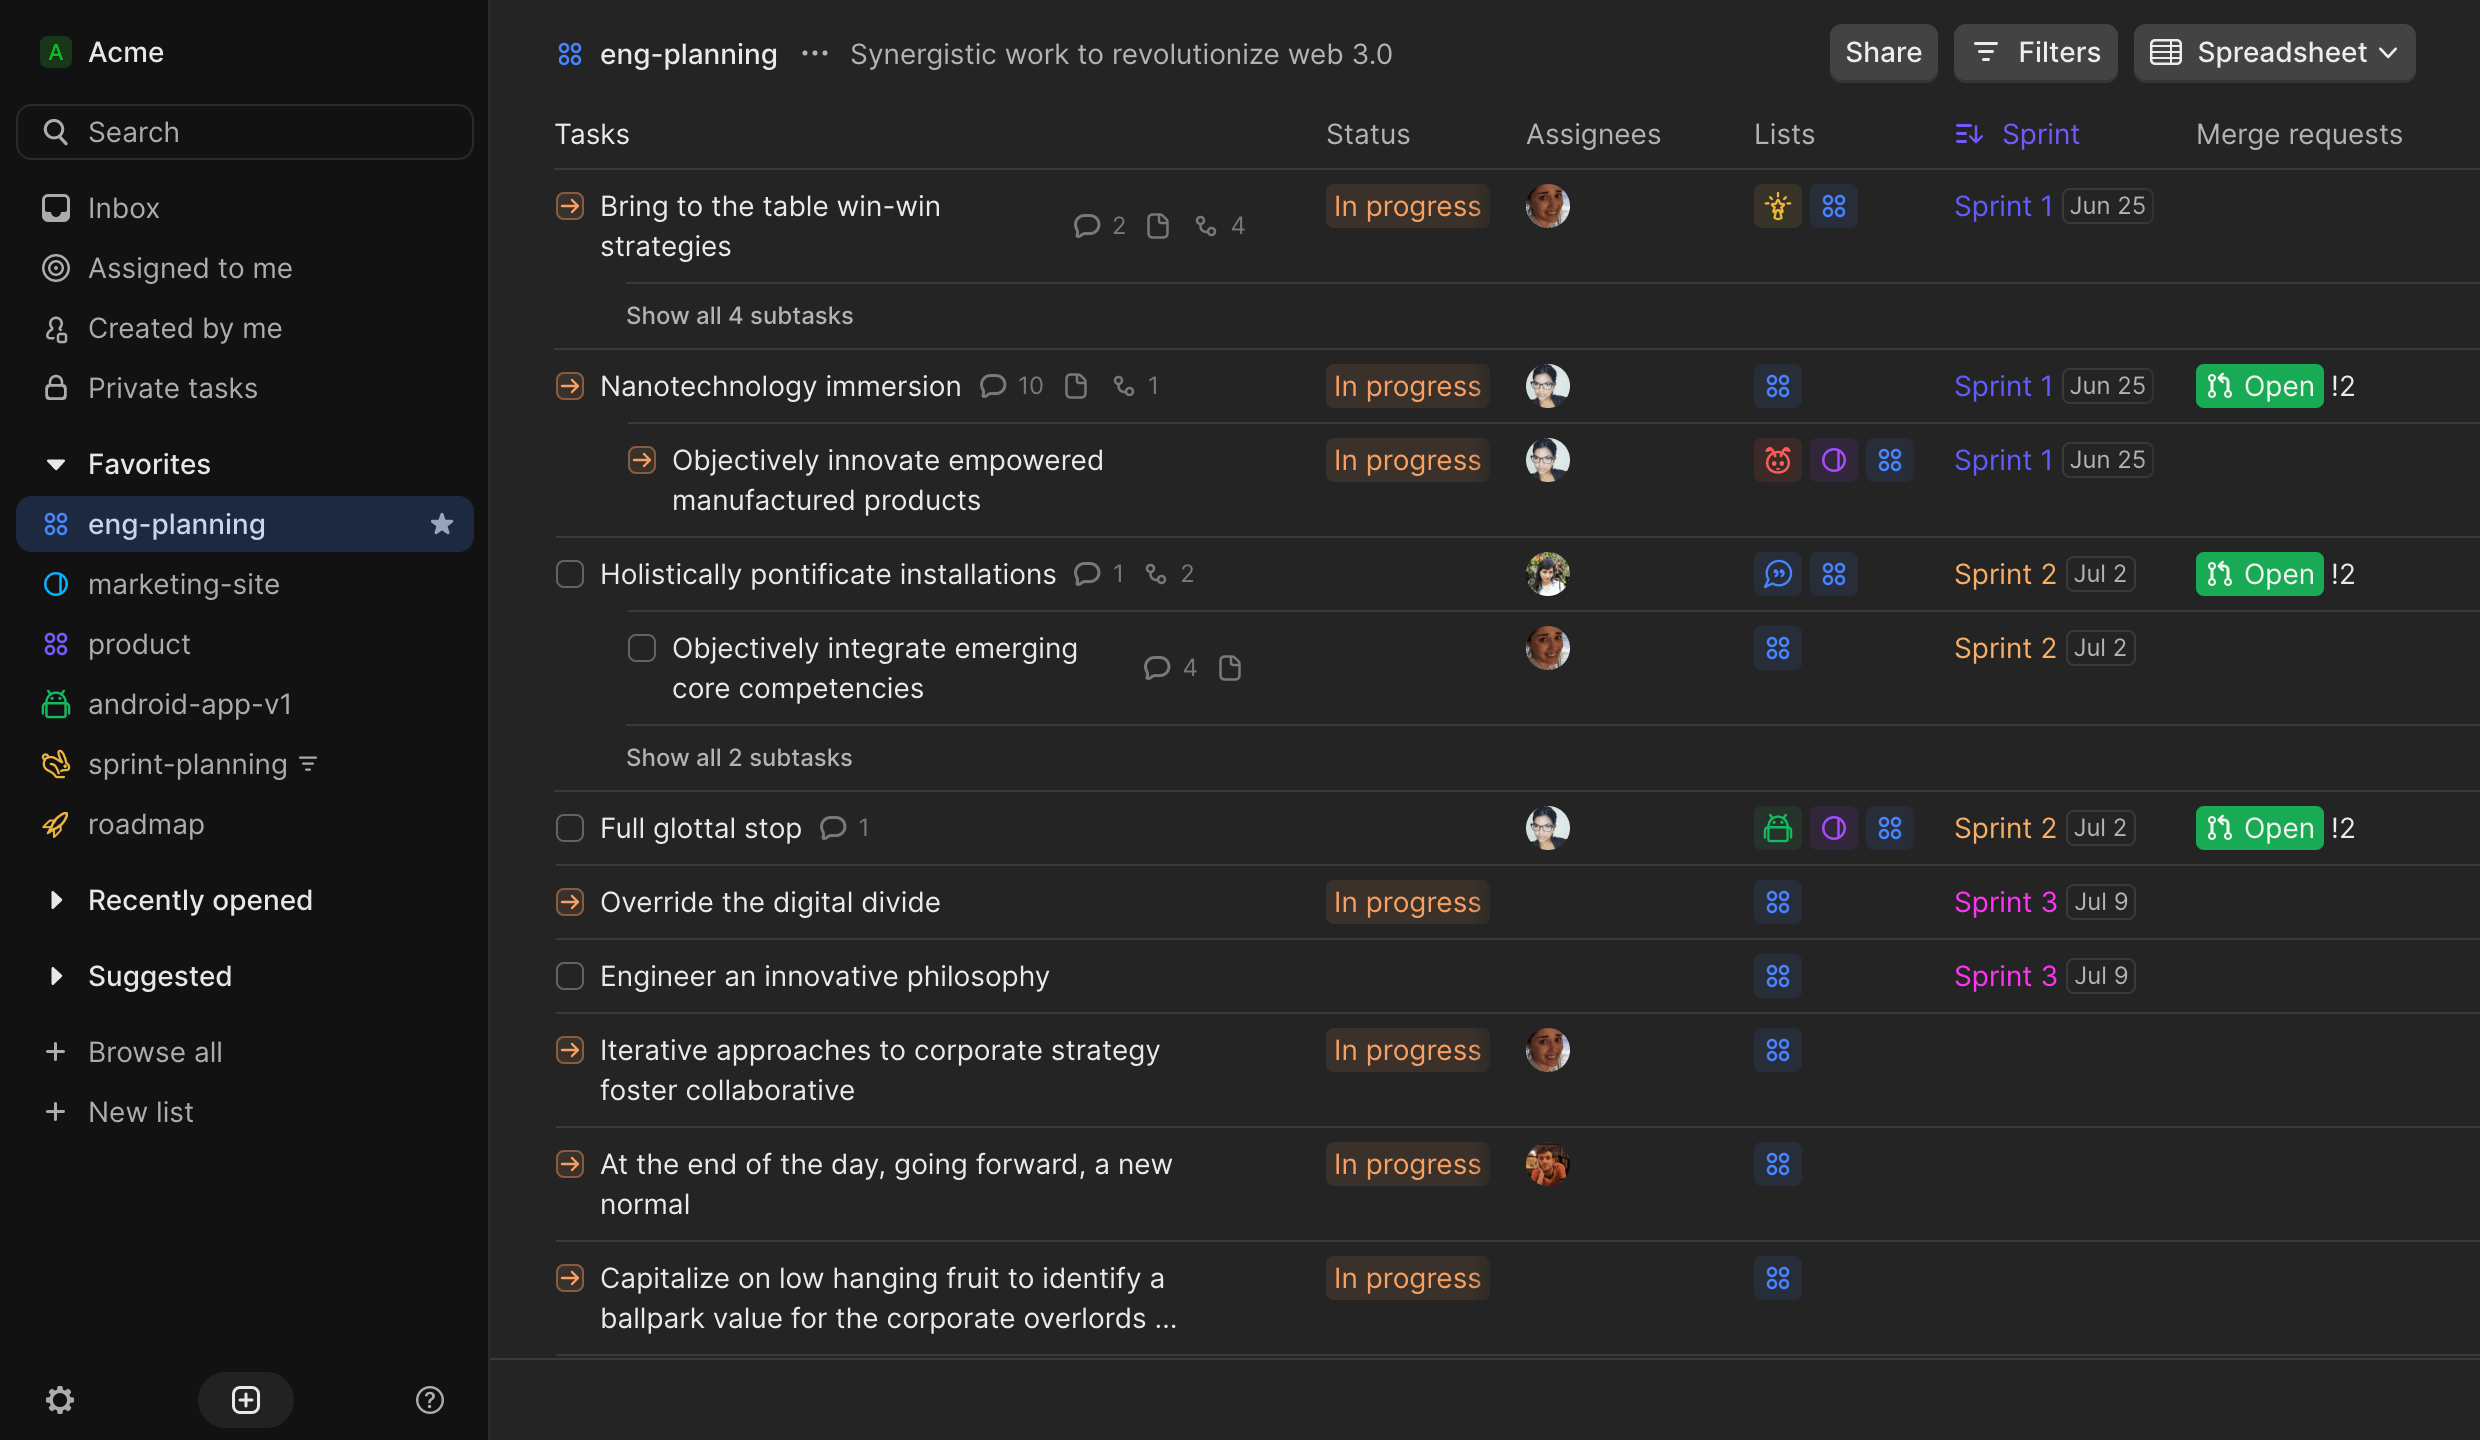 A Acme
Search
Inbox
Assigned to me
Created by me
Private tasks
Favorites
eng-planning
marketing-site
product
android-app-v1
sprint-planning
roadmap
Recently opened
Suggested
Browse all
New list
eng-planning ··· Synergistic work to revolutionize web 3.0
Share
Filters
Spreadsheet
Tasks Status Assignees Lists Sprint Merge requests
Bring to the table win-win
strategies
2 4 In progress Sprint 1 Jun 25
Show all 4 subtasks
Nanotechnology immersion 10 1 In progress Sprint 1 Jun 25 Open !2
Objectively innovate empowered
manufactured products
In progress Sprint 1 Jun 25
Holistically pontificate installations 1 2 Sprint 2 Jul 2 Open !2
Objectively integrate emerging
core competencies
4 Sprint 2 Jul 2
Show all 2 subtasks
Full glottal stop 1 Sprint 2 Jul 2 Open !2
Override the digital divide In progress Sprint 3 Jul 9
Engineer an innovative philosophy Sprint 3 Jul 9
Iterative approaches to corporate strategy
foster collaborative
In progress
At the end of the day, going forward, a new
normal
In progress
Capitalize on low hanging fruit to identify a
ballpark value for the corporate overlords ...
In progress